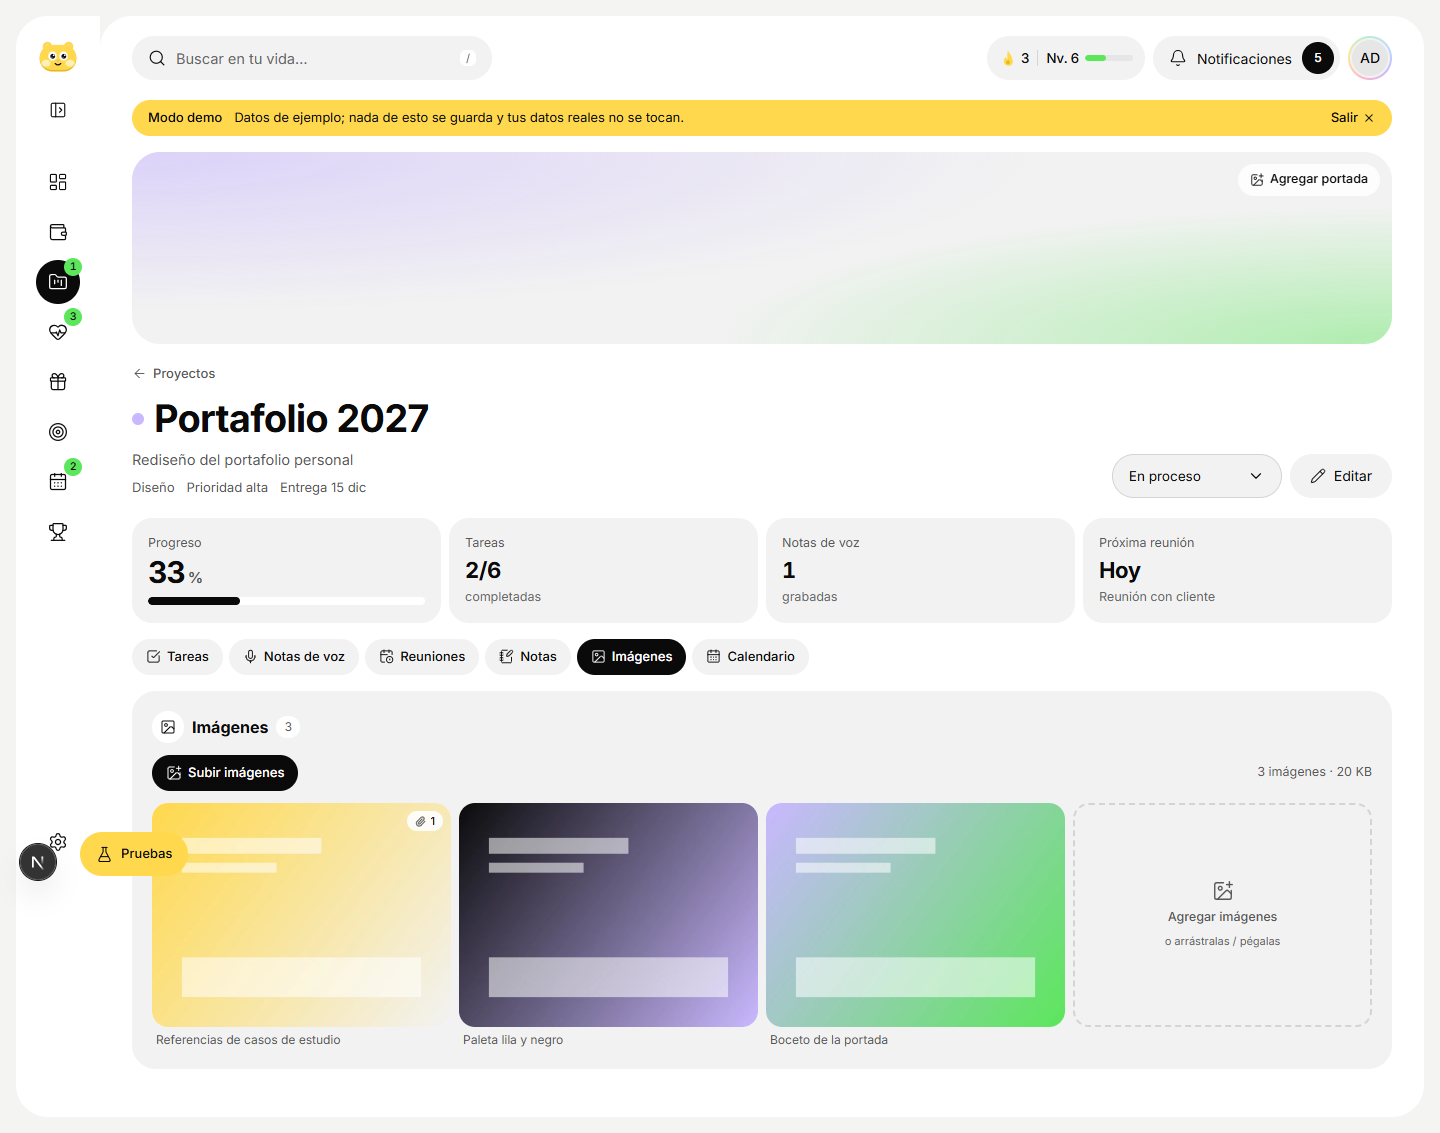 Buscar en tu vida...
/
3
Nv. 6
Notificaciones
5
AD
Modo demo
Datos de ejemplo; nada de esto se guarda y tus datos reales no se tocan.
Salir
Agregar portada
1
3
2
Proyectos
Portafolio 2027
Rediseño del portafolio personal
Diseño
Prioridad alta
Entrega 15 dic
En proceso
Editar
Progreso
33 %
Tareas
2/6
completadas
Notas de voz
1
grabadas
Próxima reunión
Hoy
Reunión con cliente
Tareas
Notas de voz
Reuniones
Notas
Imágenes
Calendario
Imágenes
3
Subir imágenes
3 imágenes · 20 KB
1
N
Pruebas
Agregar imágenes
o arrástralas / pégalas
Referencias de casos de estudio
Paleta lila y negro
Boceto de la portada